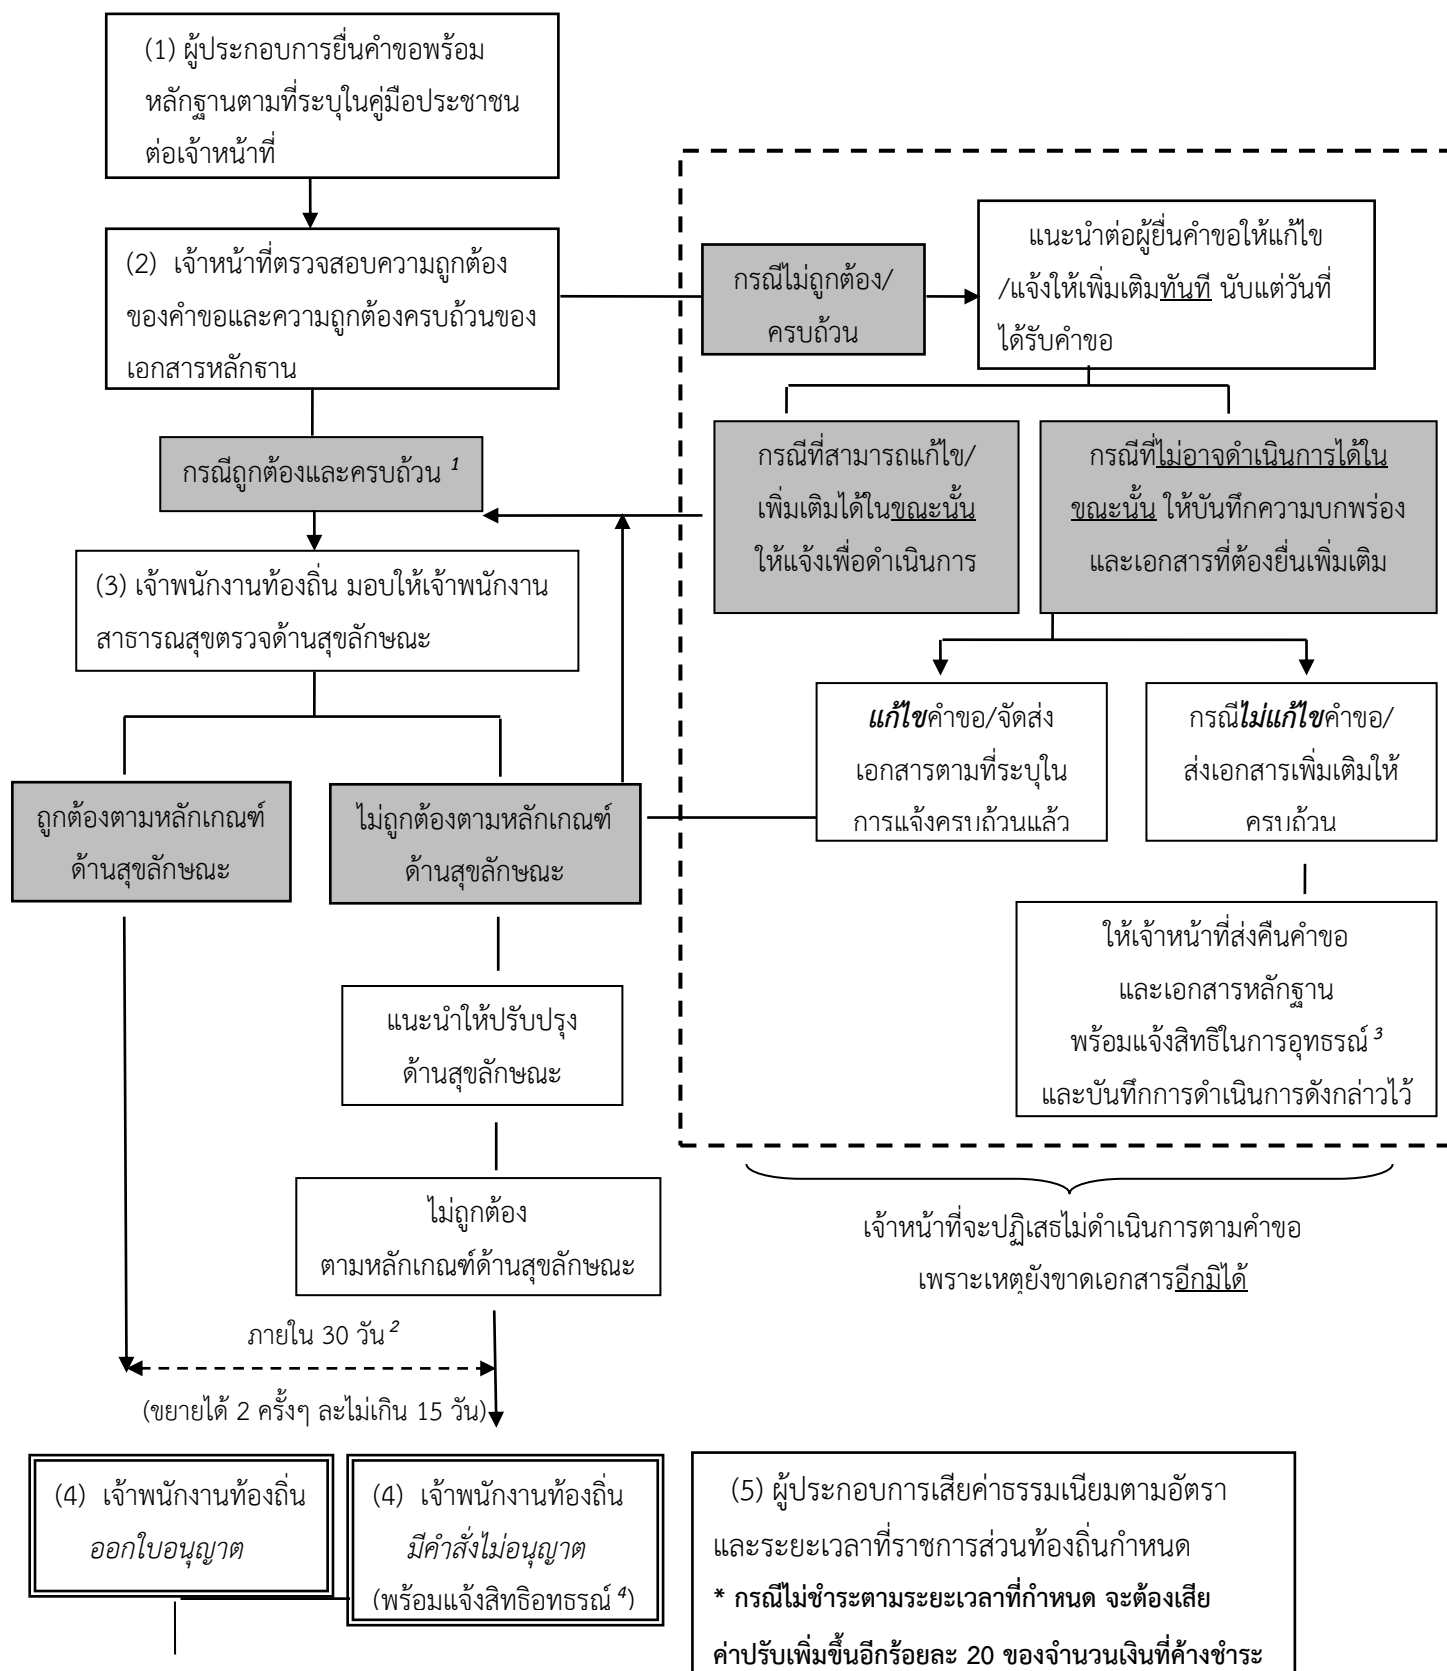 (1) ผู้ประกอบการยื่นคำขอพร้อม
หลักฐานตามที่ระบุในคู่มือประชาชน
ต่อเจ้าหน้าที่
(2) เจ้าหน้าที่ตรวจสอบความถูกต้อง
ของคำขอและความถูกต้องครบถ้วนของ
เอกสารหลักฐาน
กรณีไม่ถูกต้อง/
ครบถ้วน
แนะนำต่อผู้ยื่นคำขอให้แก้ไข
/แจ้งให้เพิ่มเติมทันที นับแต่วันที่
ได้รับคำขอ
กรณีถูกต้องและครบถ้วน 1
กรณีที่สามารถแก้ไข/
เพิ่มเติมได้ในขณะนั้น
ให้แจ้งเพื่อดำเนินการ
กรณีที่ไม่อาจดำเนินการได้ใน
ขณะนั้น ให้บันทึกความบกพร่อง
และเอกสารที่ต้องยื่นเพิ่มเติม
(3) เจ้าพนักงานท้องถิ่น มอบให้เจ้าพนักงาน
สาธารณสุขตรวจด้านสุขลักษณะ
แก้ไขคำขอ/จัดส่ง
เอกสารตามที่ระบุใน
การแจ้งครบถ้วนแล้ว
กรณีไม่แก้ไขคำขอ/
ส่งเอกสารเพิ่มเติมให้
ครบถ้วน
ถูกต้องตามหลักเกณฑ์
ด้านสุขลักษณะ
ไม่ถูกต้องตามหลักเกณฑ์
ด้านสุขลักษณะ
ให้เจ้าหน้าที่ส่งคืนคำขอ
และเอกสารหลักฐาน
พร้อมแจ้งสิทธิในการอุทธรณ์ 3
และบันทึกการดำเนินการดังกล่าวไว้
แนะนำให้ปรับปรุง
ด้านสุขลักษณะ
ไม่ถูกต้อง
ตามหลักเกณฑ์ด้านสุขลักษณะ
เจ้าหน้าที่จะปฏิเสธไม่ดำเนินการตามคำขอ
เพราะเหตุยังขาดเอกสารอีกมิได้
ภายใน 30 วัน 2
(ขยายได้ 2 ครั้งๆ ละไม่เกิน 15 วัน)
(4) เจ้าพนักงานท้องถิ่น
ออกใบอนุญาต
(4) เจ้าพนักงานท้องถิ่น
มีคำสั่งไม่อนุญาต
(พร้อมแจ้งสิทธิอุทธรณ์ 4)
(5) ผู้ประกอบการเสียค่าธรรมเนียมตามอัตรา
และระยะเวลาที่ราชการส่วนท้องถิ่นกำหนด
* กรณีไม่ชำระตามระยะเวลาที่กำหนด จะต้องเสีย
ค่าปรับเพิ่มขึ้นอีกร้อยละ 20 ของจำนวนเงินที่ค้างชำระ